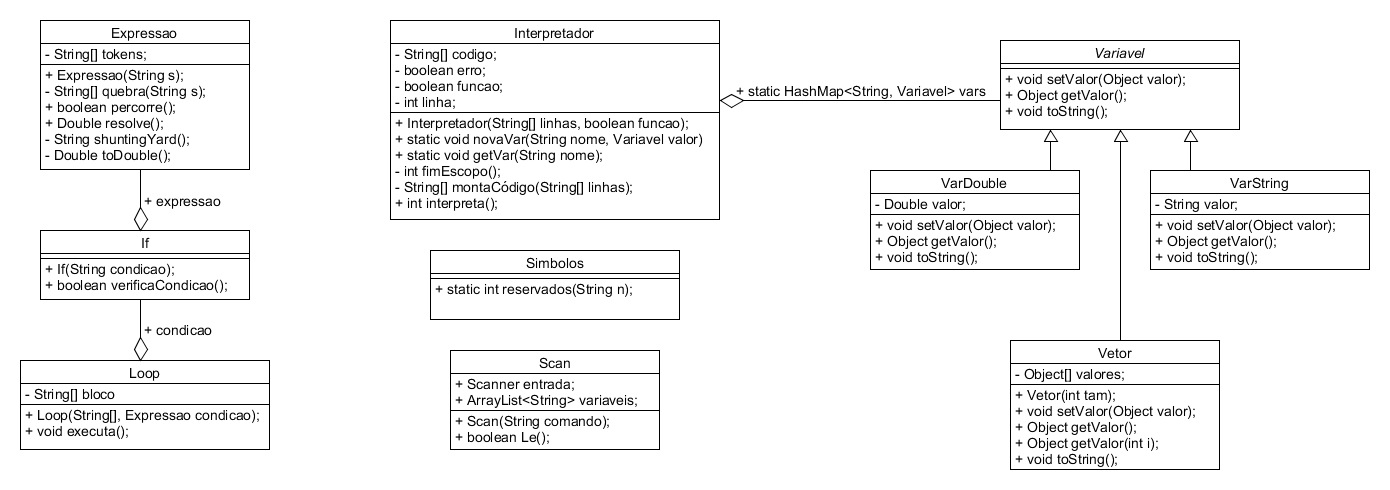 Expressao
- String[] tokens;
+ Expressao(String s);
- String[] quebra(String s);
+ boolean percorre();
+ Double resolve();
- String shuntingYard();
- Double toDouble();
+ expressao
If
+ If(String condicao);
+ boolean verificaCondicao();
+ condicao
Loop
- String[] bloco
+ Loop(String[], Expressao condicao);
+ void executa();
Interpretador
- String[] codigo;
- boolean erro;
- boolean funcao;
- int linha;
+ Interpretador(String[] linhas, boolean funcao);
+ static void novaVar(String nome, Variavel valor)
+ static void getVar(String nome);
- int fimEscopo();
- String[] montaCódigo(String[] linhas);
+ int interpreta();
+ static HashMap<String, Variavel> vars
Simbolos
+ static int reservados(String n);
Scan
+ Scanner entrada;
+ ArrayList<String> variaveis;
+ Scan(String comando);
+ boolean Le();
Variavel
+ void setValor(Object valor);
+ Object getValor();
+ void toString();
VarDouble
- Double valor;
+ void setValor(Object valor);
+ Object getValor();
+ void toString();
VarString
- String valor;
+ void setValor(Object valor);
+ Object getValor();
+ void toString();
Vetor
- Object[] valores;
+ Vetor(int tam);
+ void setValor(Object valor);
+ Object getValor();
+ Object getValor(int i);
+ void toString();